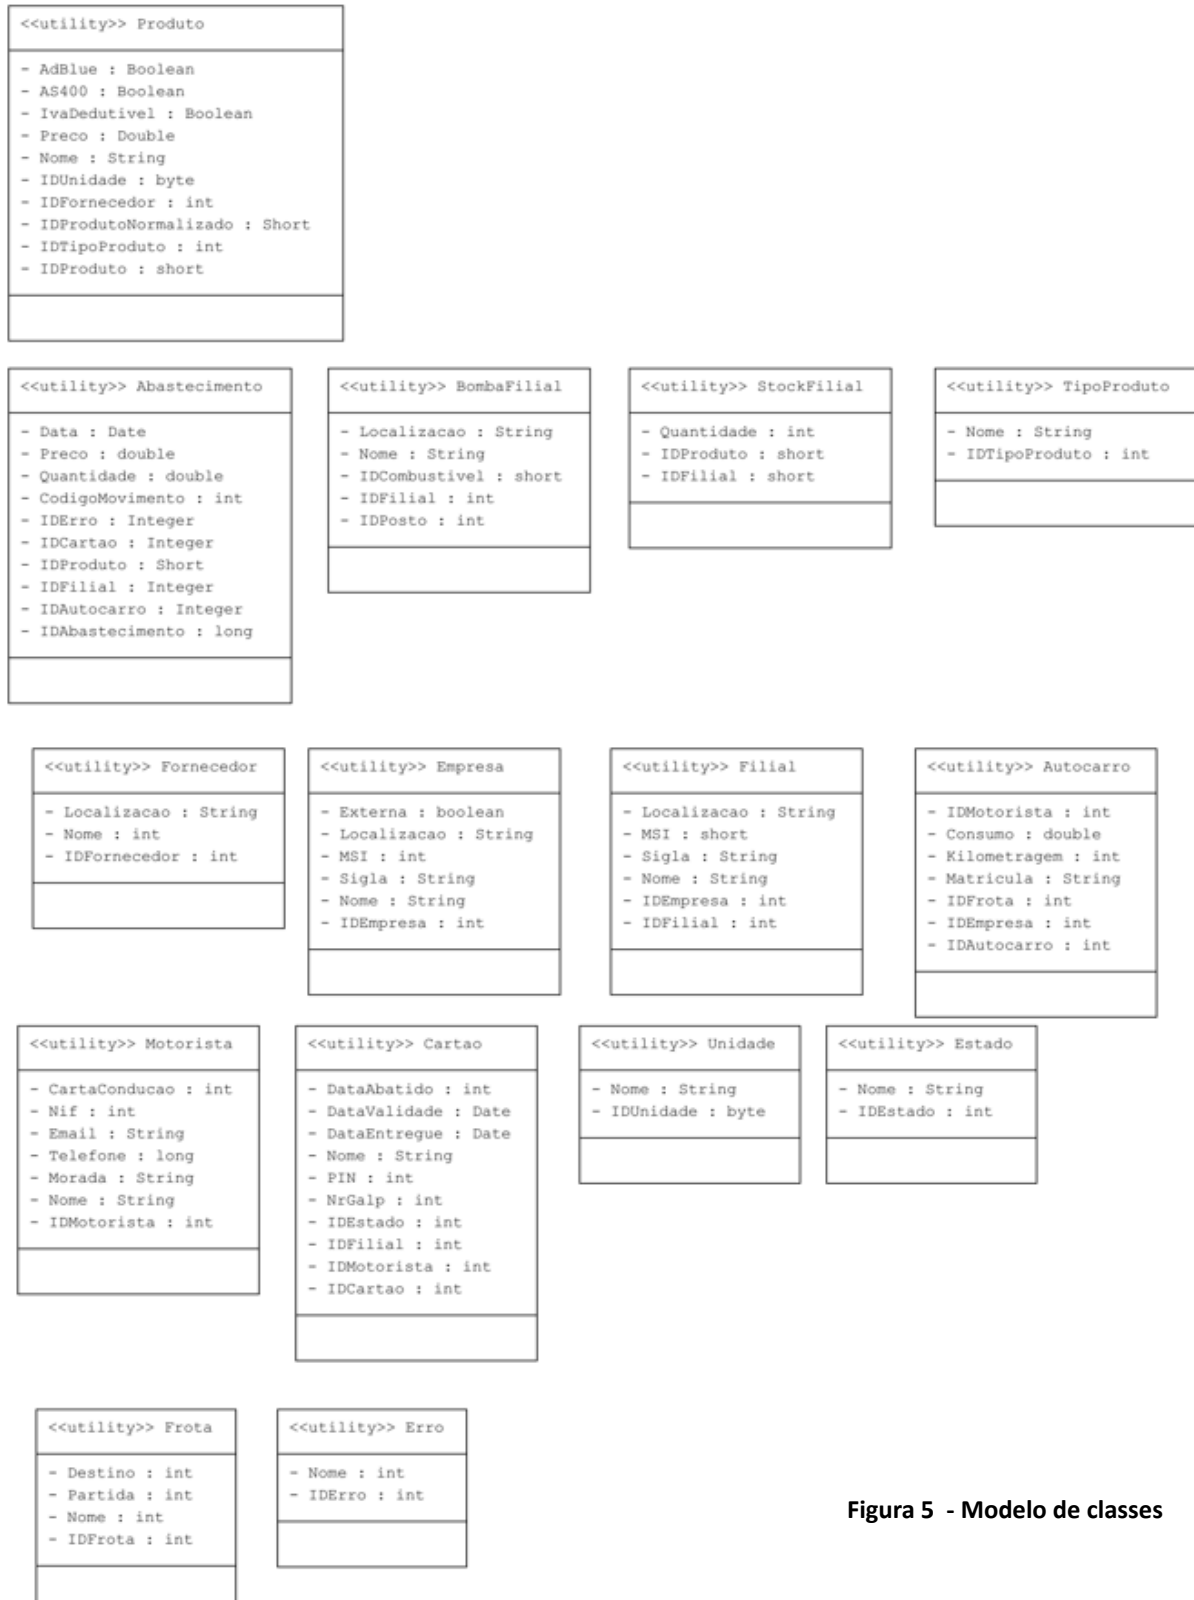 <<utility>> Produto
- AdBlue : Boolean
- AS400 : Boolean
- IvaDedutivel : Boolean
- Preco : Double
- Nome : String
- IDUnidade : byte
- IDFornecedor : int
- IDProdutoNormalizado : Short
- IDTipoProduto : int
- IDProduto : short
<<utility>> Abastecimento
- Data : Date
- Preco : double
- Quantidade : double
- CodigoMovimento : int
- IDErro : Integer
- IDCartao : Integer
- IDProduto : Short
- IDFilial : Integer
- IDAutocarro : Integer
- IDAbastecimento : long
<<utility>> BombaFilial
- Localizacao : String
- Nome : String
- IDCombustivel : short
- IDFilial : int
- IDPosto : int
<<utility>> StockFilial
- Quantidade : int
- IDProduto : short
- IDFilial : short
<<utility>> TipoProduto
- Nome : String
- IDTipoProduto : int
<<utility>> Fornecedor
- Localizacao : String
- Nome : int
- IDFornecedor : int
<<utility>> Empresa
- Externa : boolean
- Localizacao : String
- MSI : int
- Sigla : String
- Nome : String
- IDEmpresa : int
<<utility>> Filial
- Localizacao : String
- MSI : short
- Sigla : String
- Nome : String
- IDEmpresa : int
- IDFilial : int
<<utility>> Autocarro
- IDMotorista : int
- Consumo : double
- Kilometragem : int
- Matricula : String
- IDFrota : int
- IDEmpresa : int
- IDAutocarro : int
<<utility>> Motorista
- CartaConducao : int
- Nif : int
- Email : String
- Telefone : long
- Morada : String
- Nome : String
- IDMotorista : int
<<utility>> Cartao
- DataAbatido : int
- DataValidade : Date
- DataEntregue : Date
- Nome : String
- PIN : int
- NrGalp : int
- IDEstado : int
- IDFilial : int
- IDMotorista : int
- IDCartao : int
<<utility>> Unidade
- Nome : String
- IDUnidade : byte
<<utility>> Estado
- Nome : String
- IDEstado : int
<<utility>> Frota
- Destino : int
- Partida : int
- Nome : int
- IDFrota : int
<<utility>> Erro
- Nome : int
- IDErro : int
Figura 5 - Modelo de classes